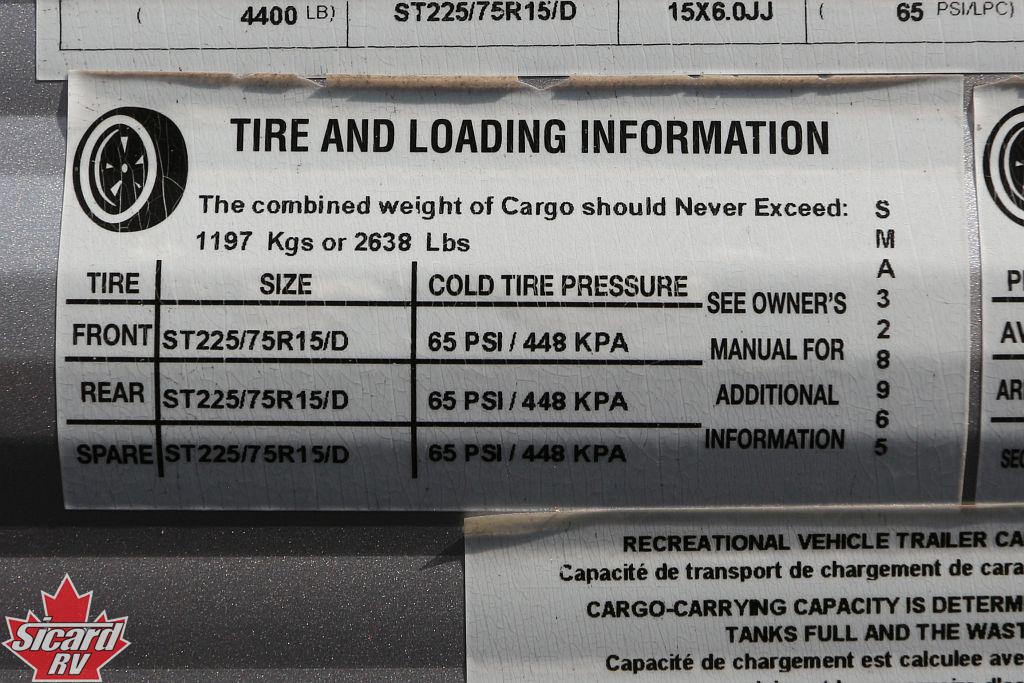 ( 4400 LB) ST225/75R15/D 15X6.0JJ ( 65 PSI/LPC)
TIRE AND LOADING INFORMATION
The combined weight of Cargo should Never Exceed:
1197 Kgs or 2638 Lbs
TIRE SIZE COLD TIRE PRESSURE
FRONT ST225/75R15/D 65 PSI / 448 KPA
REAR ST225/75R15/D 65 PSI / 448 KPA
SPARE ST225/75R15/D 65 PSI / 448 KPA
SEE OWNER'S
MANUAL FOR
ADDITIONAL
INFORMATION
S
M
A
3
2
8
9
6
5
RECREATIONAL VEHICLE TRAILER CA
Capacité de transport de chargement de cara
CARGO-CARRYING CAPACITY IS DETERM
TANKS FULL AND THE WAST
Capacité de chargement est calculee ave
Sicard
RV